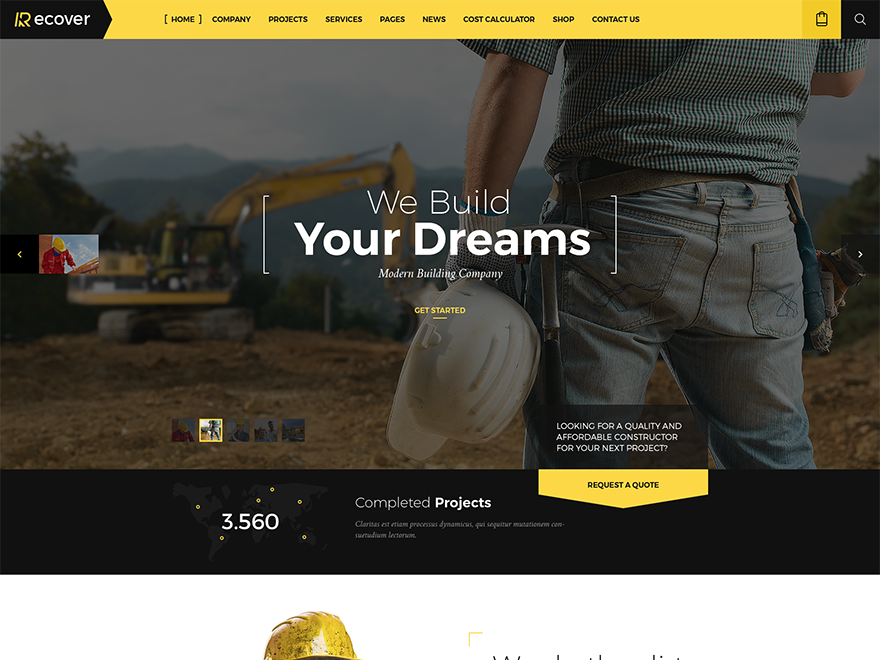 Recover
[ HOME ] COMPANY PROJECTS SERVICES PAGES NEWS COST CALCULATOR SHOP CONTACT US
We Build
Your Dreams
Modern Building Company
GET STARTED
LOOKING FOR A QUALITY AND
AFFORDABLE CONSTRUCTOR
FOR YOUR NEXT PROJECT?
REQUEST A QUOTE
3.560
Completed Projects
Claritas est etiam processus dynamicus, qui sequitur mutationem con-
suetudium lectorum.